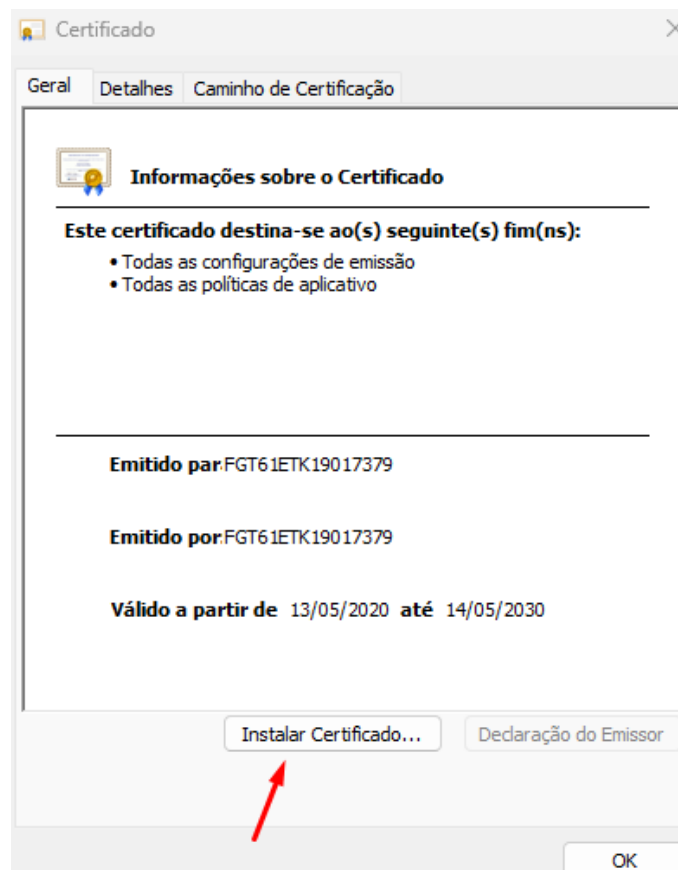 Certificado
Geral Detalhes Caminho de Certificação
Informações sobre o Certificado
Este certificado destina-se ao(s) seguinte(s) fim(ns):
• Todas as configurações de emissão
• Todas as políticas de aplicativo
Emitido par FGT61ETK19017379
Emitido por FGT61ETK19017379
Válido a partir de 13/05/2020 até 14/05/2030
Instalar Certificado... Declaração do Emissor
OK